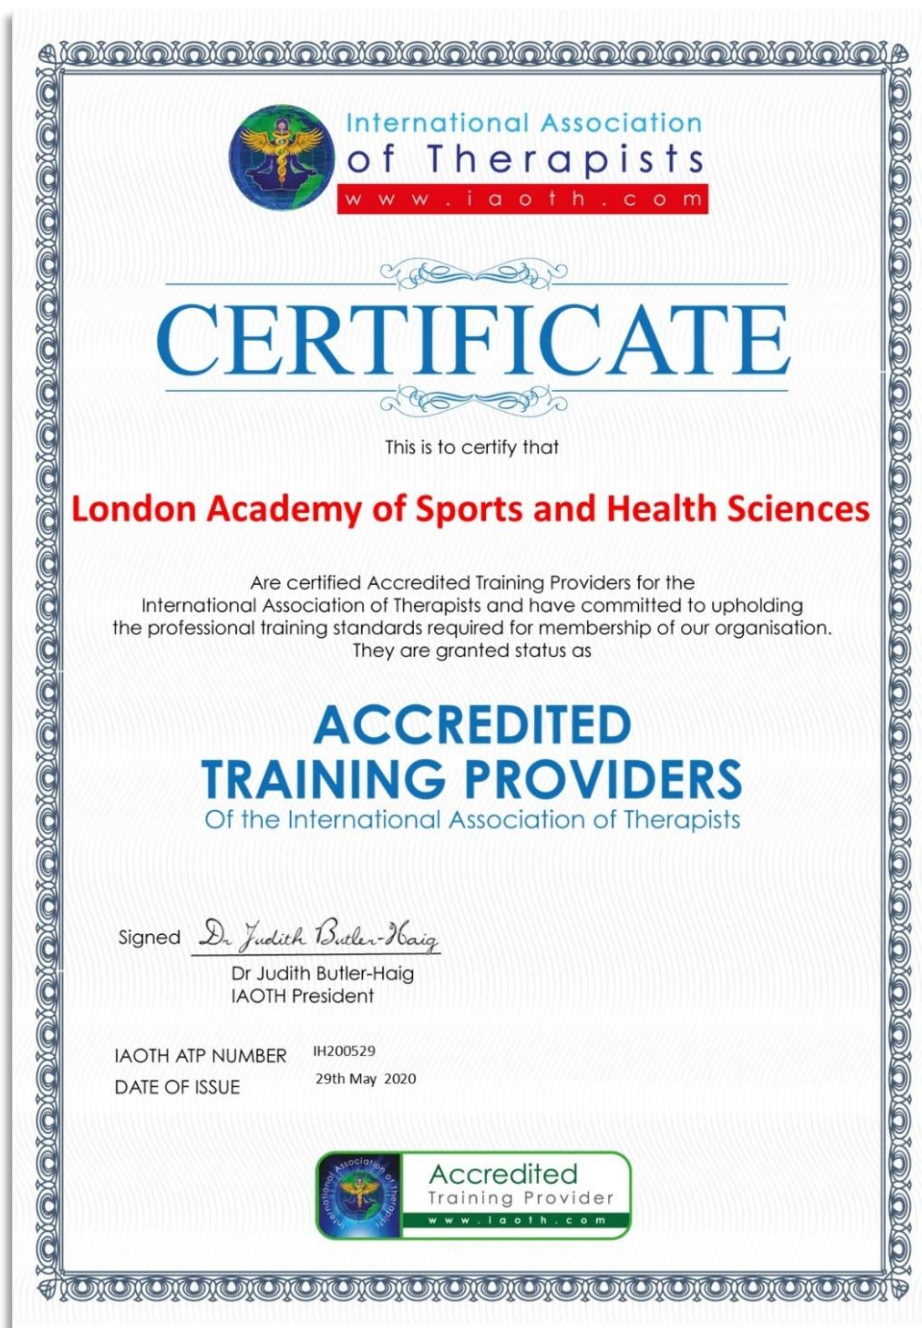 International Association
of Therapists
www.iaoth.com
CERTIFICATE
This is to certify that
London Academy of Sports and Health Sciences
Are certified Accredited Training Providers for the
International Association of Therapists and have committed to upholding
the professional training standards required for membership of our organisation.
They are granted status as
ACCREDITED
TRAINING PROVIDERS
Of the International Association of Therapists
Signed Dr Judith Butler-Haig
Dr Judith Butler-Haig
IAOTH President
IAOTH ATP NUMBER IH200529
DATE OF ISSUE 29th May 2020
International Association of Therapists
Accredited
Training Provider
www.iaoth.com